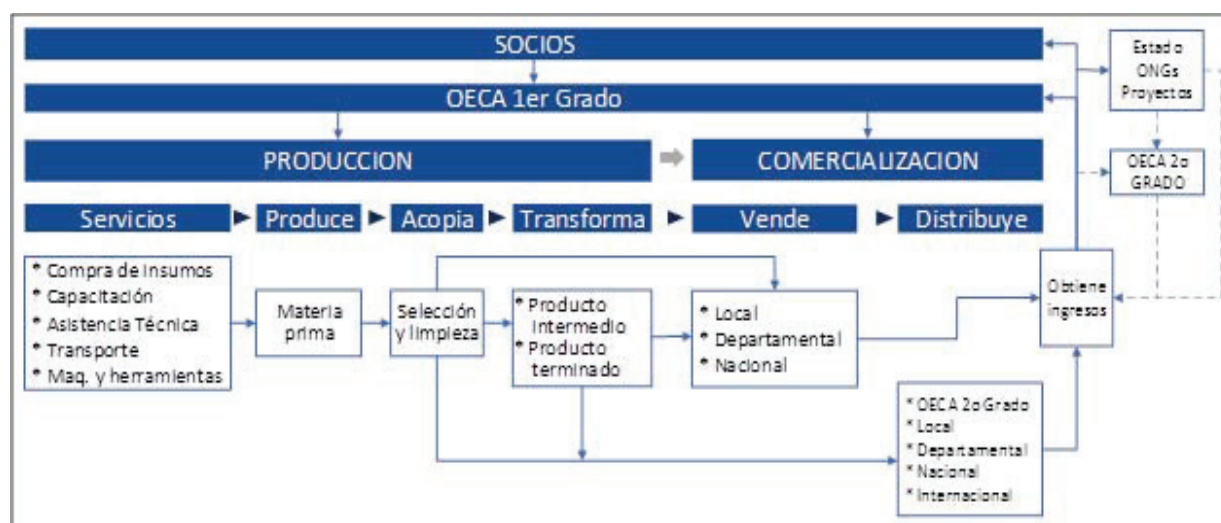 SOCIOS
OECA 1er Grado
PRODUCCION
COMERCIALIZACION
Servicios
Produce
Acopia
Transforma
Vende
Distribuye
* Compra de insumos
* Capacitación
* Asistencia Técnica
* Transporte
* Maq. y herramientas
Materia
prima
Selección
y limpieza
* Producto
intermedio
* Producto
terminado
* Local
* Departamental
* Nacional
* OECA 2o Grado
* Local
* Departamental
* Nacional
* Internacional
Obtiene
ingresos
Estado
ONGs
Proyectos
OECA 2o
GRADO